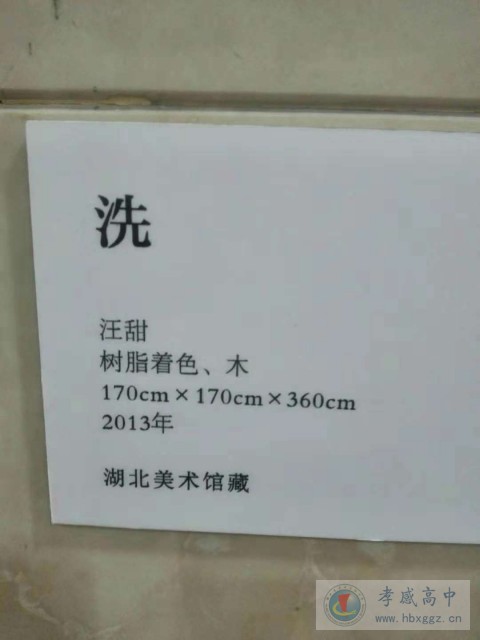 洗
汪甜
树脂着色、木
170cm×170cm×360cm
2013年
湖北美术馆藏
孝感高中
www.hbxggz.cn